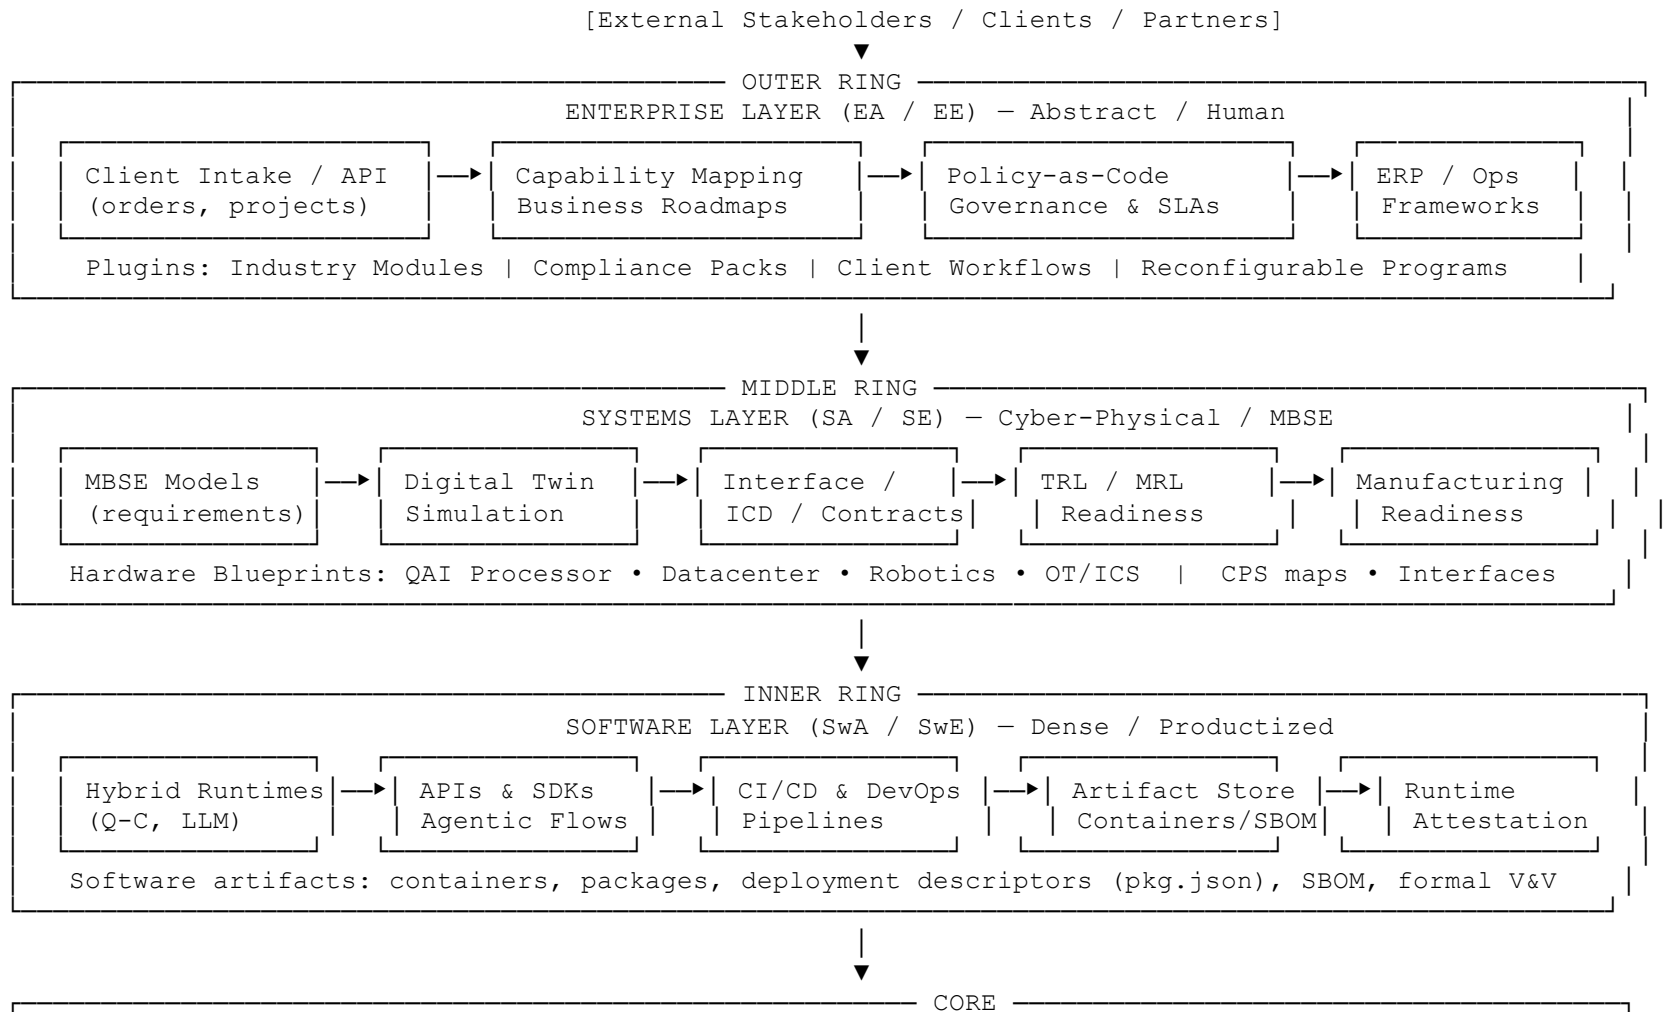 [External Stakeholders / Clients / Partners]
OUTER RING
ENTERPRISE LAYER (EA / EE) — Abstract / Human
Client Intake / API Capability Mapping Policy-as-Code ERP / Ops
(orders, projects) Business Roadmaps Governance & SLAs Frameworks
Plugins: Industry Modules | Compliance Packs | Client Workflows | Reconfigurable Programs
MIDDLE RING
SYSTEMS LAYER (SA / SE) — Cyber-Physical / MBSE
MBSE Models Digital Twin Interface / TRL / MRL Manufacturing
(requirements) Simulation ICD / Contracts Readiness Readiness
Hardware Blueprints: QAI Processor • Datacenter • Robotics • OT/ICS | CPS maps • Interfaces
INNER RING
SOFTWARE LAYER (SwA / SwE) — Dense / Productized
Hybrid Runtimes APIs & SDKs CI/CD & DevOps Artifact Store Runtime
(Q-C, LLM) Agentic Flows Pipelines Containers/SBOM Attestation
Software artifacts: containers, packages, deployment descriptors (pkg.json), SBOM, formal V&V
CORE